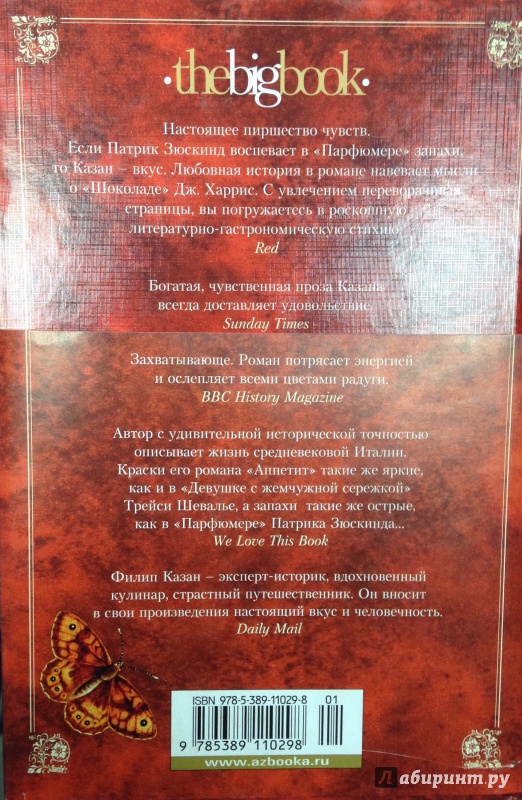 ·thebigbook·
Настоящее пиршество чувств.
Если Патрик Зюскинд воспевает в «Парфюмере» запахи,
то Казан – вкус. Любовная история в романе навевает мысли
о «Шоколаде» Дж. Харрис. С увлечением переворачивая
страницы, вы погружаетесь в роскошную
литературно-гастрономическую стихию.
Red
Богатая, чувственная проза Казана
всегда доставляет удовольствие.
Sunday Times
Захватывающе. Роман потрясает энергией
и ослепляет всеми цветами радуги.
BBC History Magazine
Автор с удивительной исторической точностью
описывает жизнь средневековой Италии.
Краски его романа «Аппетит» такие же яркие,
как и в «Девушке с жемчужной сережкой»
Трейси Шевалье, а запахи такие же острые,
как в «Парфюмере» Патрика Зюскинда...
We Love This Book
Филип Казан – эксперт-историк, вдохновенный
кулинар, страстный путешественник. Он вносит
в свои произведения настоящий вкус и человечность.
Daily Mail
ISBN 978-5-389-11029-8 01
9 785389 110298
www.azbooka.ru
Лабиринт.ру